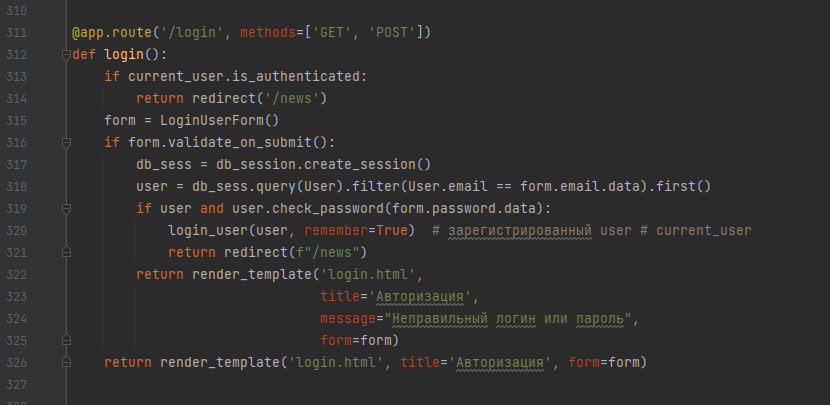 310
311 @app.route('/login', methods=['GET', 'POST'])
312 def login():
313     if current_user.is_authenticated:
314         return redirect('/news')
315     form = LoginUserForm()
316     if form.validate_on_submit():
317         db_sess = db_session.create_session()
318         user = db_sess.query(User).filter(User.email == form.email.data).first()
319         if user and user.check_password(form.password.data):
320             login_user(user, remember=True)  # зарегистрированный user # current_user
321             return redirect(f"/news")
322         return render_template('login.html',
323                                title='Авторизация',
324                                message="Неправильный логин или пароль",
325                                form=form)
326     return render_template('login.html', title='Авторизация', form=form)
327
328